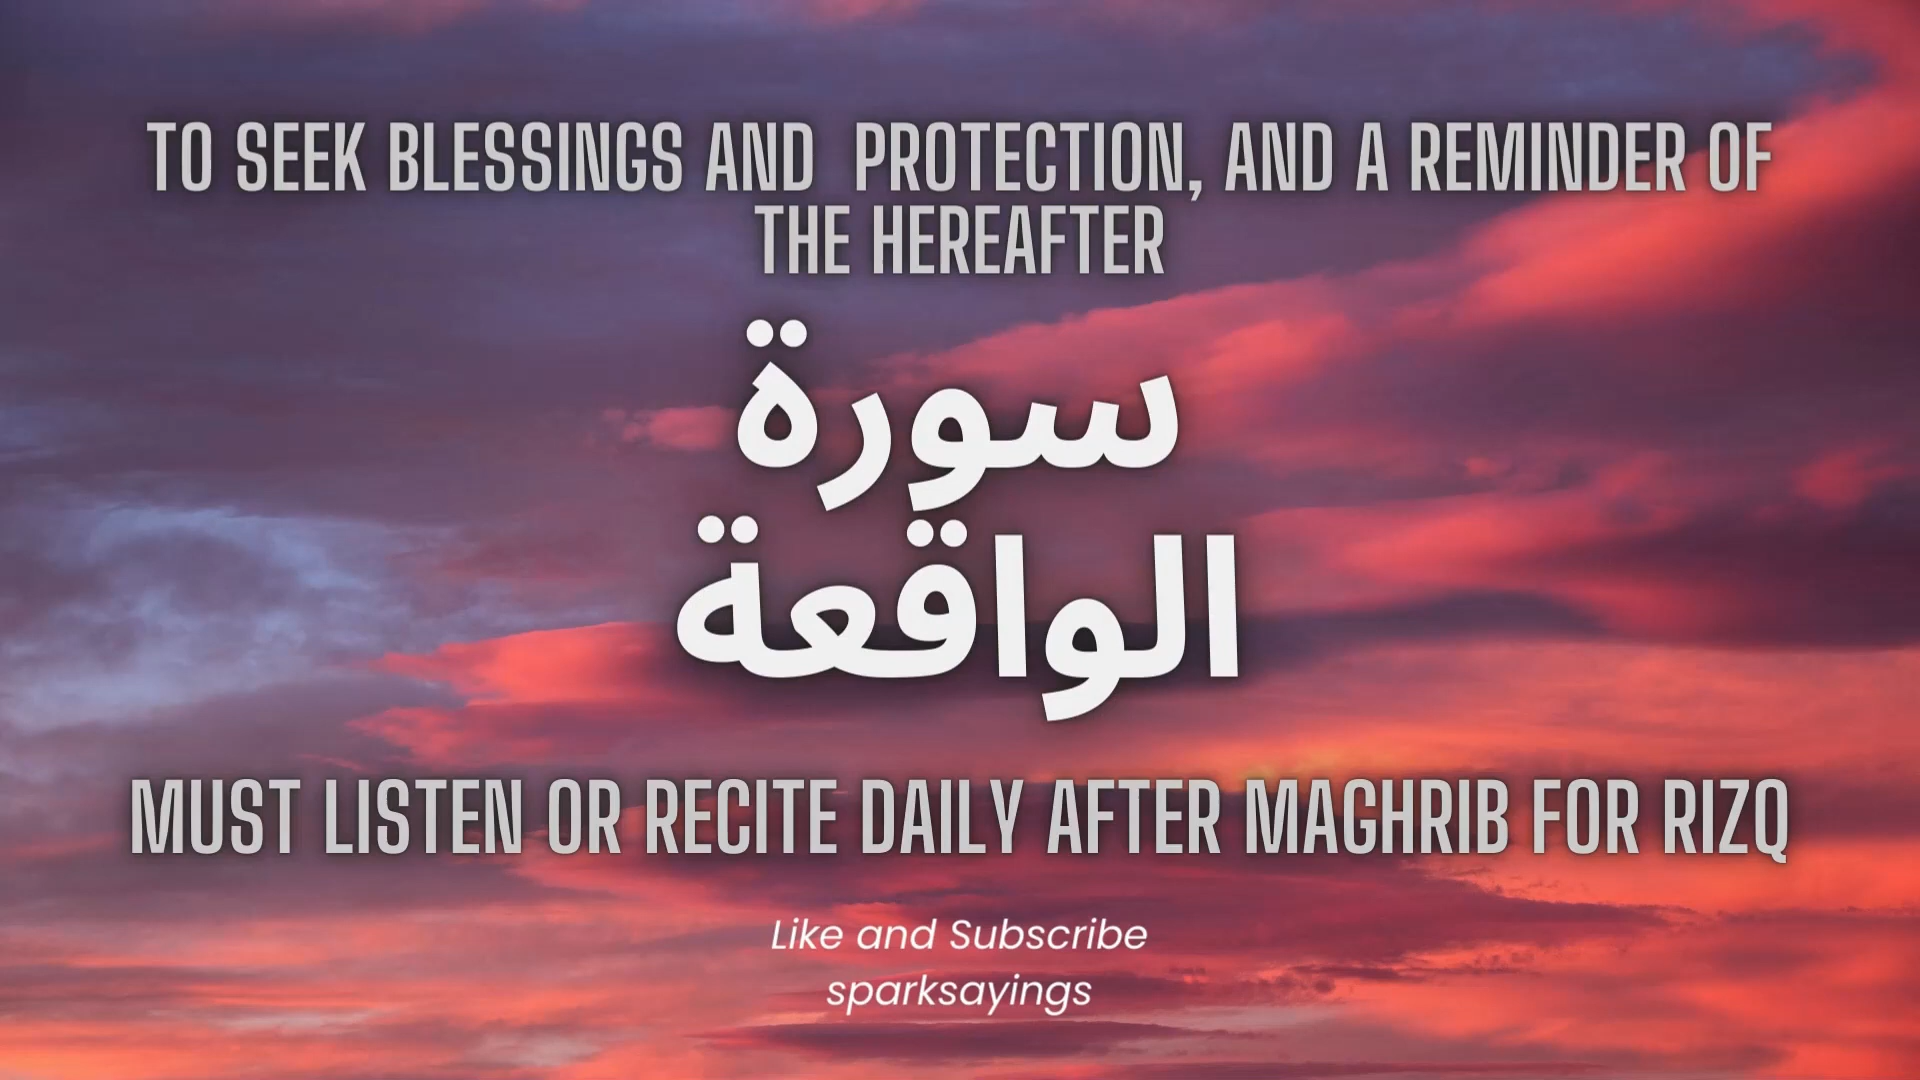 TO SEEK BLESSINGS AND PROTECTION, AND A REMINDER OF
THE HEREAFTER
سورة
الواقعة
MUST LISTEN OR RECITE DAILY AFTER MAGHRIB FOR RIZQ
Like and Subscribe
sparksayings